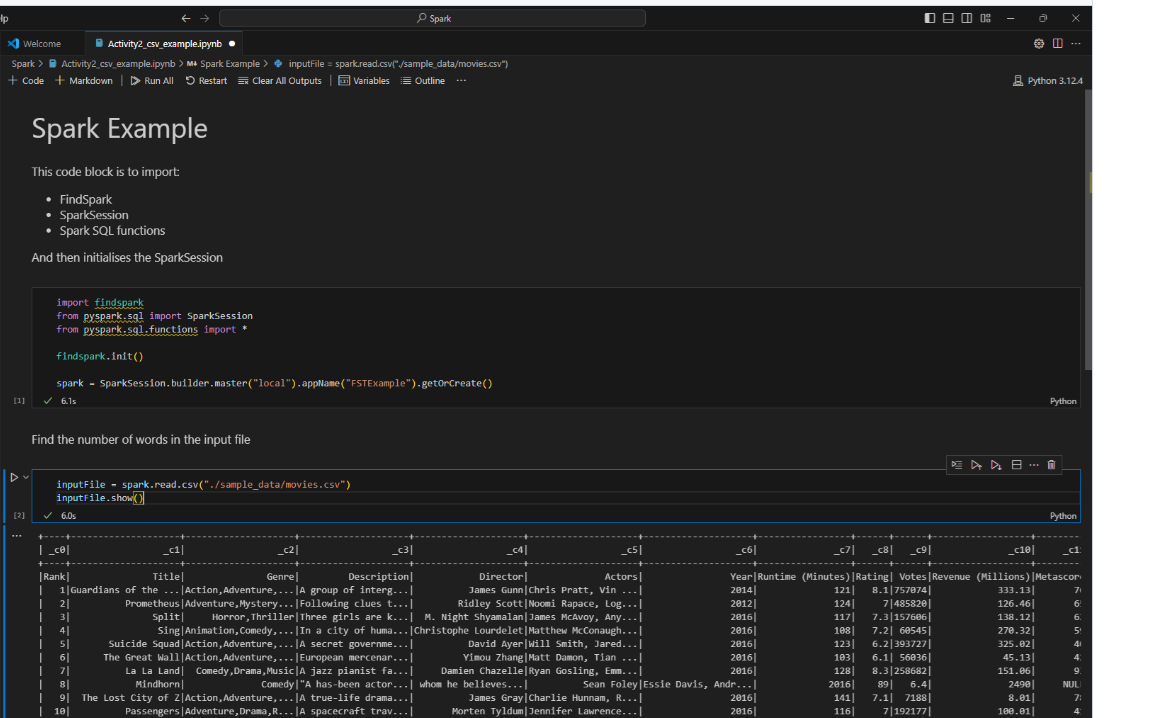 lp
Spark
Welcome
Activity2_csv_example.ipynb
Spark > Activity2_csv_example.ipynb > M↓ Spark Example > inputFile = spark.read.csv("./sample_data/movies.csv")
+ Code + Markdown | Run All Restart Clear All Outputs | Variables Outline ...
Python 3.12.4
Spark Example
This code block is to import:
• FindSpark
• SparkSession
• Spark SQL functions
And then initialises the SparkSession
import findspark
from pyspark.sql import SparkSession
from pyspark.sql.functions import *
findspark.init()
spark = SparkSession.builder.master("local").appName("FSTExample").getOrCreate()
[1] ✓ 6.1s Python
Find the number of words in the input file
inputFile = spark.read.csv("./sample_data/movies.csv")
inputFile.show()
[2] ✓ 6.0s Python
| _c0| _c1| _c2| _c3| _c4| _c5| _c6| _c7| _c8| _c9| _c10| _c1
|Rank| Title| Genre| Description| Director| Actors| Year|Runtime (Minutes)|Rating| Votes|Revenue (Millions)|Metascor
| 1|Guardians of the ...|Action,Adventure,...|A group of interg...| James Gunn|Chris Pratt, Vin ...| 2014| 121| 8.1|757074| 333.13| 7
| 2| Prometheus|Adventure,Mystery...|Following clues t...| Ridley Scott|Noomi Rapace, Log...| 2012| 124| 7|485820| 126.46| 6
| 3| Split| Horror,Thriller|Three girls are k...| M. Night Shyamalan|James McAvoy, Any...| 2016| 117| 7.3|157606| 138.12| 6
| 4| Sing|Animation,Comedy,...|In a city of huma...|Christophe Lourdelet|Matthew McConaugh...| 2016| 108| 7.2| 60545| 270.32| 5
| 5| Suicide Squad|Action,Adventure,...|A secret governme...| David Ayer|Will Smith, Jared...| 2016| 123| 6.2|393727| 325.02| 4
| 6| The Great Wall|Action,Adventure,...|European mercenar...| Yimou Zhang|Matt Damon, Tian ...| 2016| 103| 6.1| 56036| 45.13| 4
| 7| La La Land| Comedy,Drama,Music|A jazz pianist fa...| Damien Chazelle|Ryan Gosling, Emm...| 2016| 128| 8.3|258682| 151.06| 9
| 8| Mindhorn| Comedy|"A has-been actor...| whom he believes...| Sean Foley|Essie Davis, Andr...| 2016| 89| 6.4| 2490| NUL
| 9| The Lost City of Z|Action,Adventure,...|A true-life drama...| James Gray|Charlie Hunnam, R...| 2016| 141| 7.1| 7188| 8.01| 7
| 10| Passengers|Adventure,Drama,R...|A spacecraft trav...| Morten Tyldum|Jennifer Lawrence...| 2016| 116| 7|192177| 100.01| 4